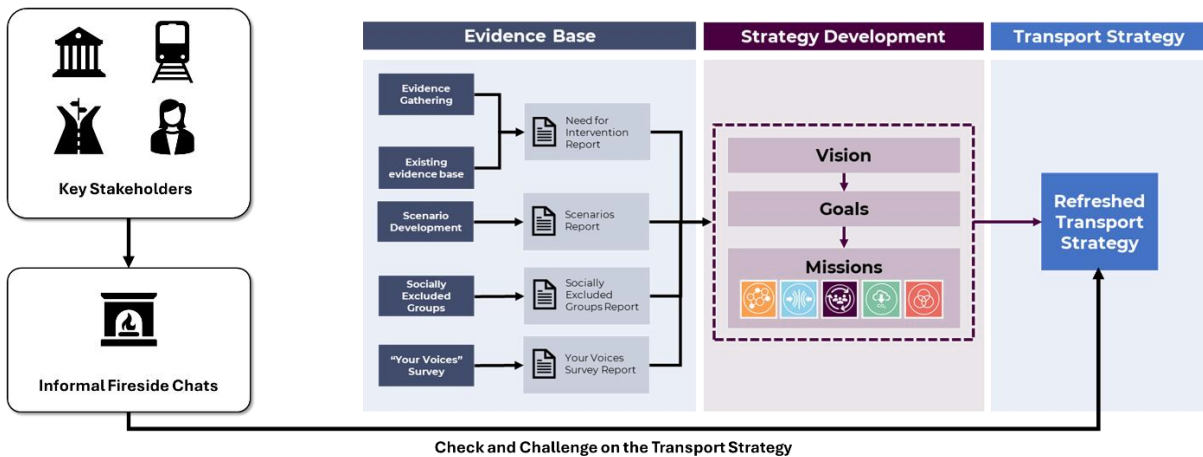 Key Stakeholders
Informal Fireside Chats
Evidence Base
Evidence
Gathering
Existing
evidence base
Need for
Intervention
Report
Scenario
Development
Scenarios
Report
Socially
Excluded
Groups
Socially
Excluded
Groups Report
“Your Voices”
Survey
Your Voices
Survey Report
Strategy Development
Vision
Goals
Missions
CO₂
Transport Strategy
Refreshed
Transport
Strategy
Check and Challenge on the Transport Strategy